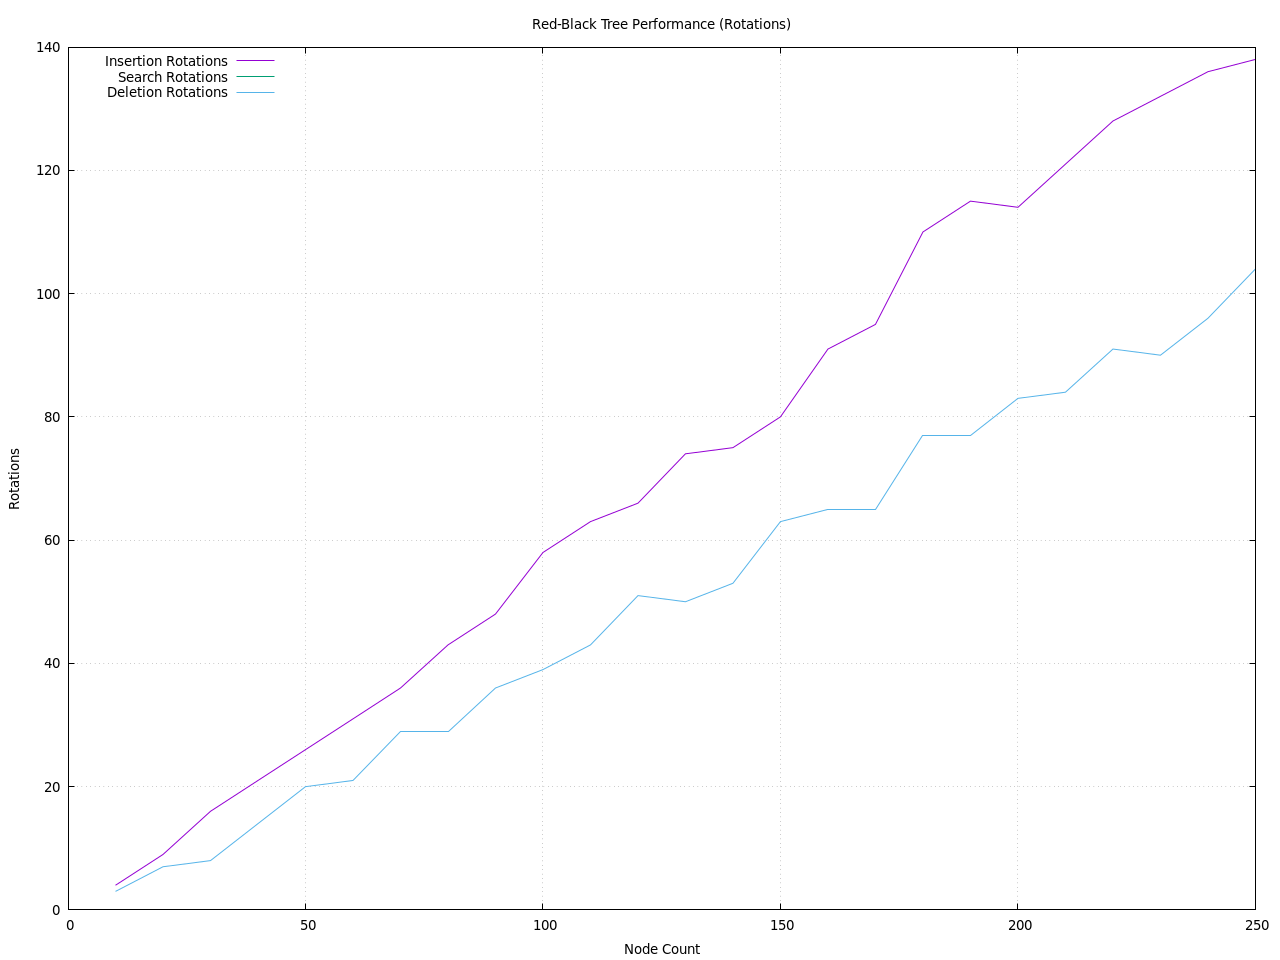 Red-Black Tree Performance (Rotations)
140
120
100
80
60
40
20
0
Insertion Rotations
Search Rotations
Deletion Rotations
Rotations
0 50 100 150 200 250
Node Count